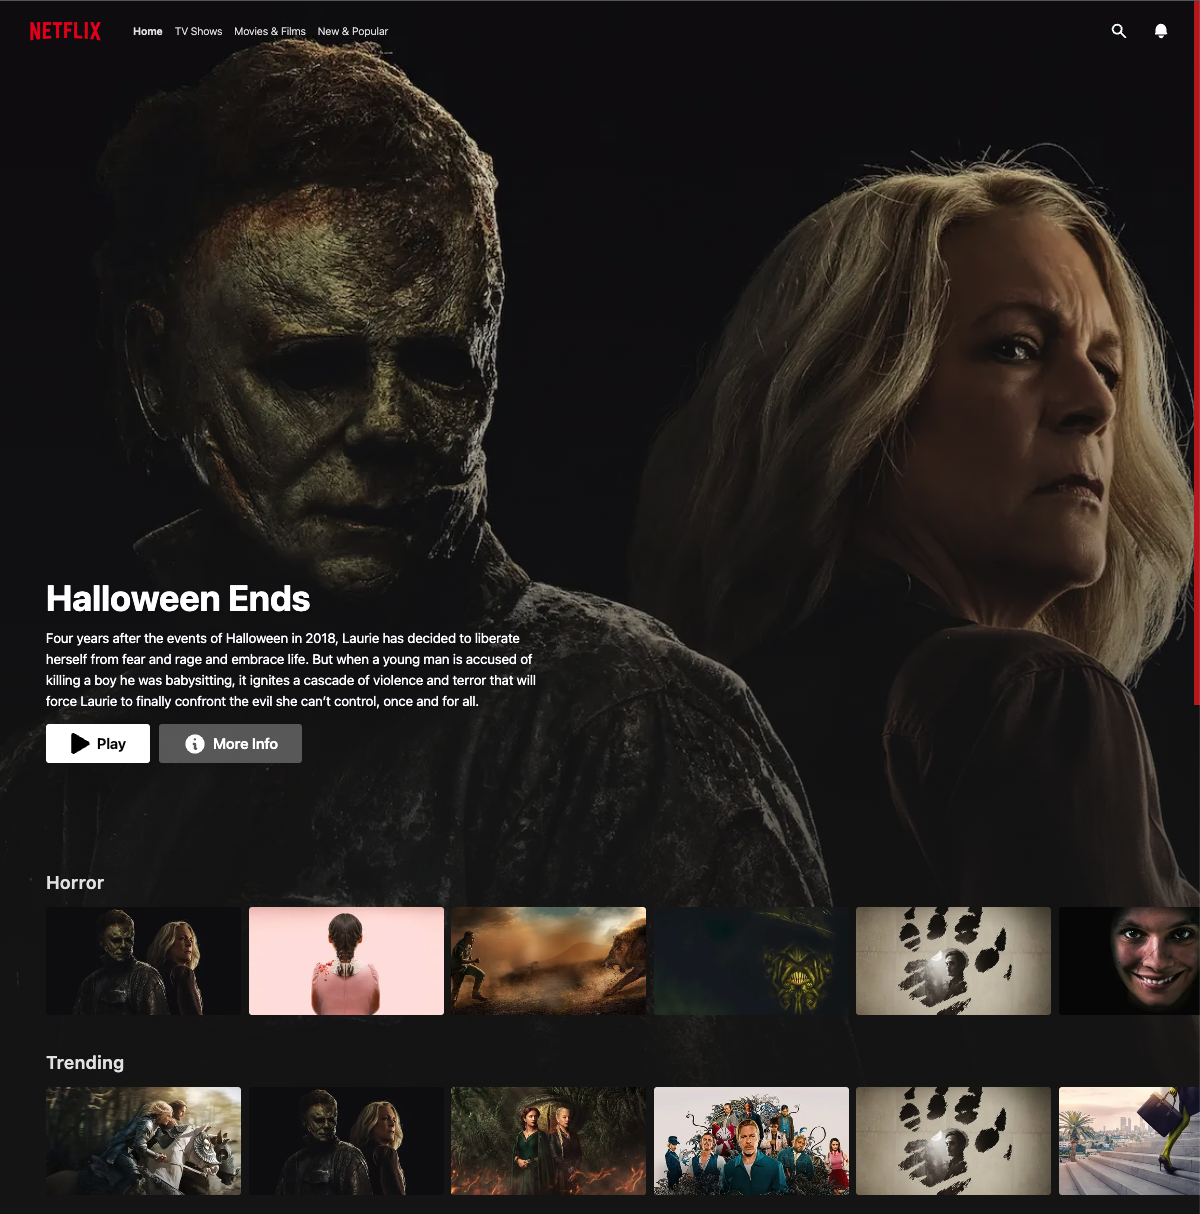 NETFLIX
Home TV Shows Movies & Films New & Popular
Halloween Ends
Four years after the events of Halloween in 2018, Laurie has decided to liberate
herself from fear and rage and embrace life. But when a young man is accused of
killing a boy he was babysitting, it ignites a cascade of violence and terror that will
force Laurie to finally confront the evil she can’t control, once and for all.
Play More Info
Horror
Trending